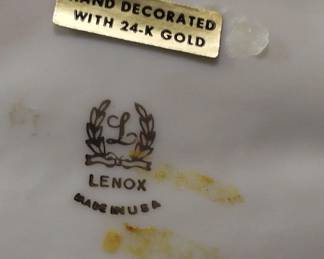 HAND DECORATED
WITH 24-K GOLD
L
LENOX
MADE IN USA